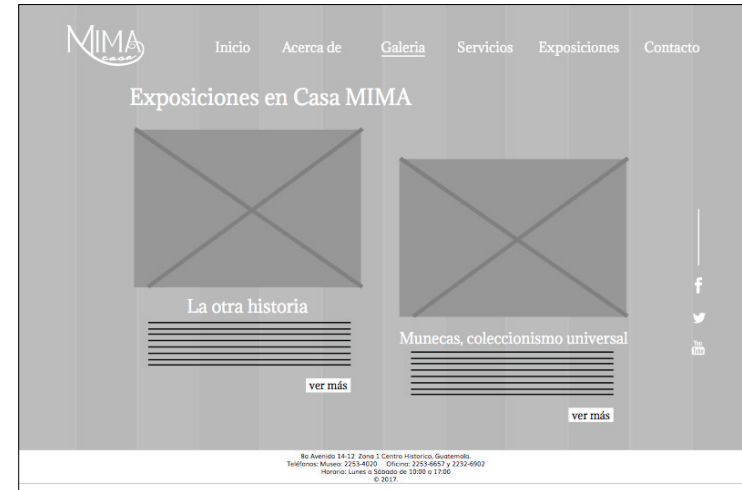 MIMA
casa
Inicio Acerca de Galeria Servicios Exposiciones Contacto
Exposiciones en Casa MIMA
La otra historia
ver más
Munecas, coleccionismo universal
ver más
You
Tube
8a Avenida 14-12 Zona 1 Centro Historico, Guatemala.
Teléfonos: Museo: 2253-4020 Oficina: 2253-6657 y 2232-6902
Horario: Lunes a Sábado de 10:00 a 17:00
© 2017.